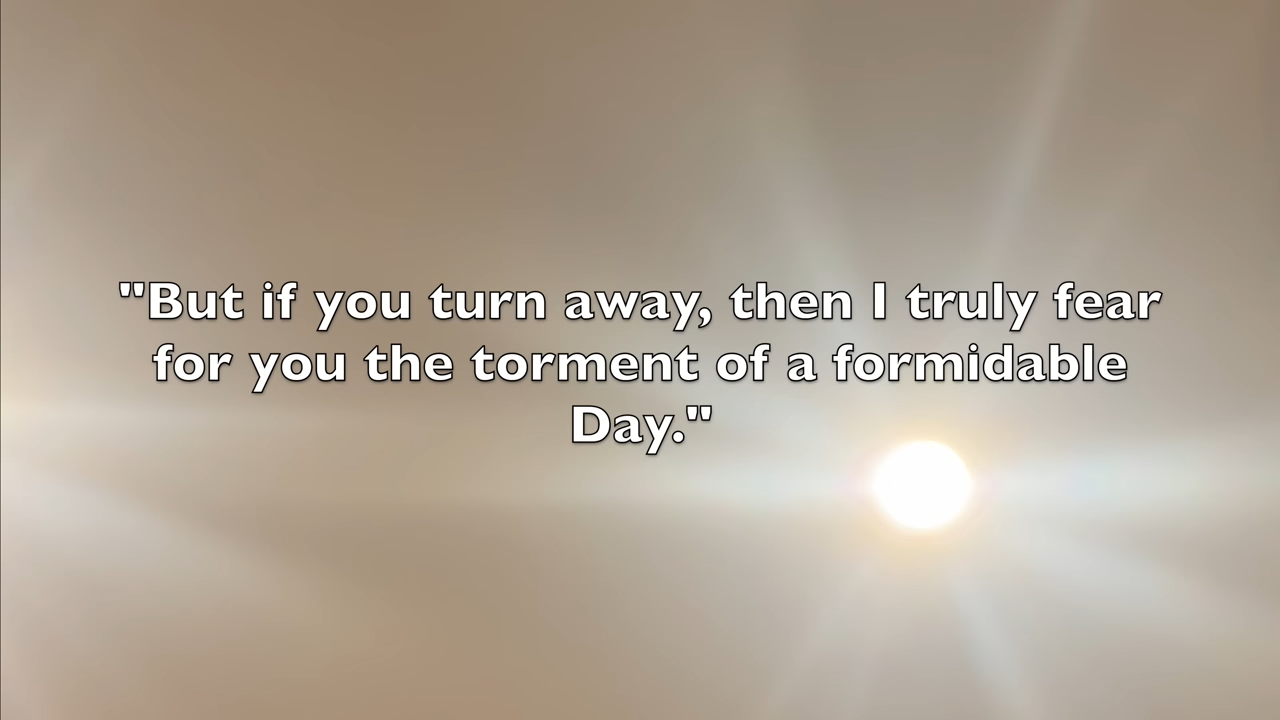 "But if you turn away, then I truly fear
for you the torment of a formidable
Day."